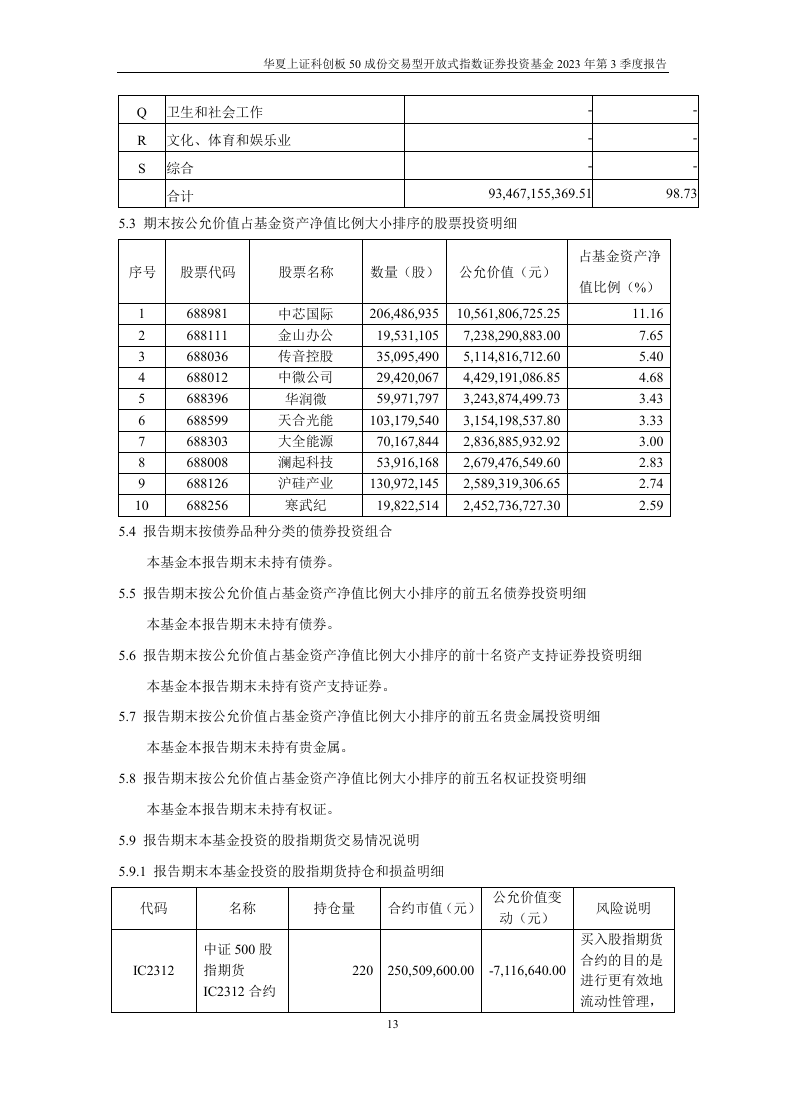 华夏上证科创板 50 成份交易型开放式指数证券投资基金 2023 年第 3 季度报告
Q 卫生和社会工作 - -
R 文化、体育和娱乐业 - -
S 综合 - -
合计 93,467,155,369.51 98.73
5.3 期末按公允价值占基金资产净值比例大小排序的股票投资明细
序号 股票代码 股票名称 数量（股） 公允价值（元） 占基金资产净
值比例（%）
1 688981 中芯国际 206,486,935 10,561,806,725.25 11.16
2 688111 金山办公 19,531,105 7,238,290,883.00 7.65
3 688036 传音控股 35,095,490 5,114,816,712.60 5.40
4 688012 中微公司 29,420,067 4,429,191,086.85 4.68
5 688396 华润微 59,971,797 3,243,874,499.73 3.43
6 688599 天合光能 103,179,540 3,154,198,537.80 3.33
7 688303 大全能源 70,167,844 2,836,885,932.92 3.00
8 688008 澜起科技 53,916,168 2,679,476,549.60 2.83
9 688126 沪硅产业 130,972,145 2,589,319,306.65 2.74
10 688256 寒武纪 19,822,514 2,452,736,727.30 2.59
5.4 报告期末按债券品种分类的债券投资组合
本基金本报告期末未持有债券。
5.5 报告期末按公允价值占基金资产净值比例大小排序的前五名债券投资明细
本基金本报告期末未持有债券。
5.6 报告期末按公允价值占基金资产净值比例大小排序的前十名资产支持证券投资明细
本基金本报告期末未持有资产支持证券。
5.7 报告期末按公允价值占基金资产净值比例大小排序的前五名贵金属投资明细
本基金本报告期末未持有贵金属。
5.8 报告期末按公允价值占基金资产净值比例大小排序的前五名权证投资明细
本基金本报告期末未持有权证。
5.9 报告期末本基金投资的股指期货交易情况说明
5.9.1 报告期末本基金投资的股指期货持仓和损益明细
代码 名称 持仓量 合约市值（元） 公允价值变
动（元） 风险说明
IC2312 中证 500 股
指期货
IC2312 合约 220 250,509,600.00 -7,116,640.00 买入股指期货
合约的目的是
进行更有效地
流动性管理，
13